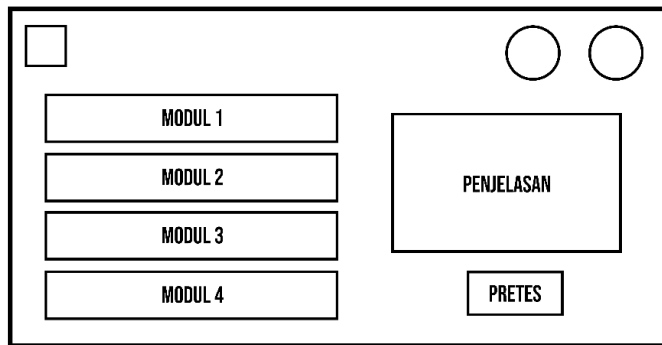 MODUL 1
MODUL 2
MODUL 3
MODUL 4
PENJELASAN
PRETES